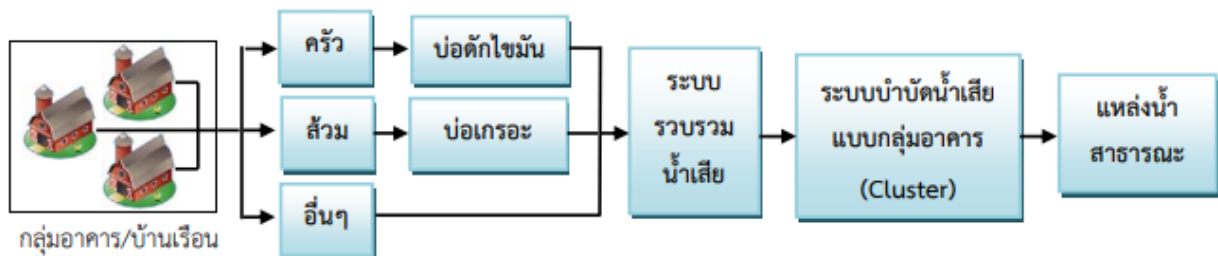 กลุ่มอาคาร/บ้านเรือน
ครัว
บ่อดักไขมัน
ส้วม
บ่อเกรอะ
อื่นๆ
ระบบ
รวบรวม
น้ำเสีย
ระบบบำบัดน้ำเสีย
แบบกลุ่มอาคาร
(Cluster)
แหล่งน้ำ
สาธารณะ